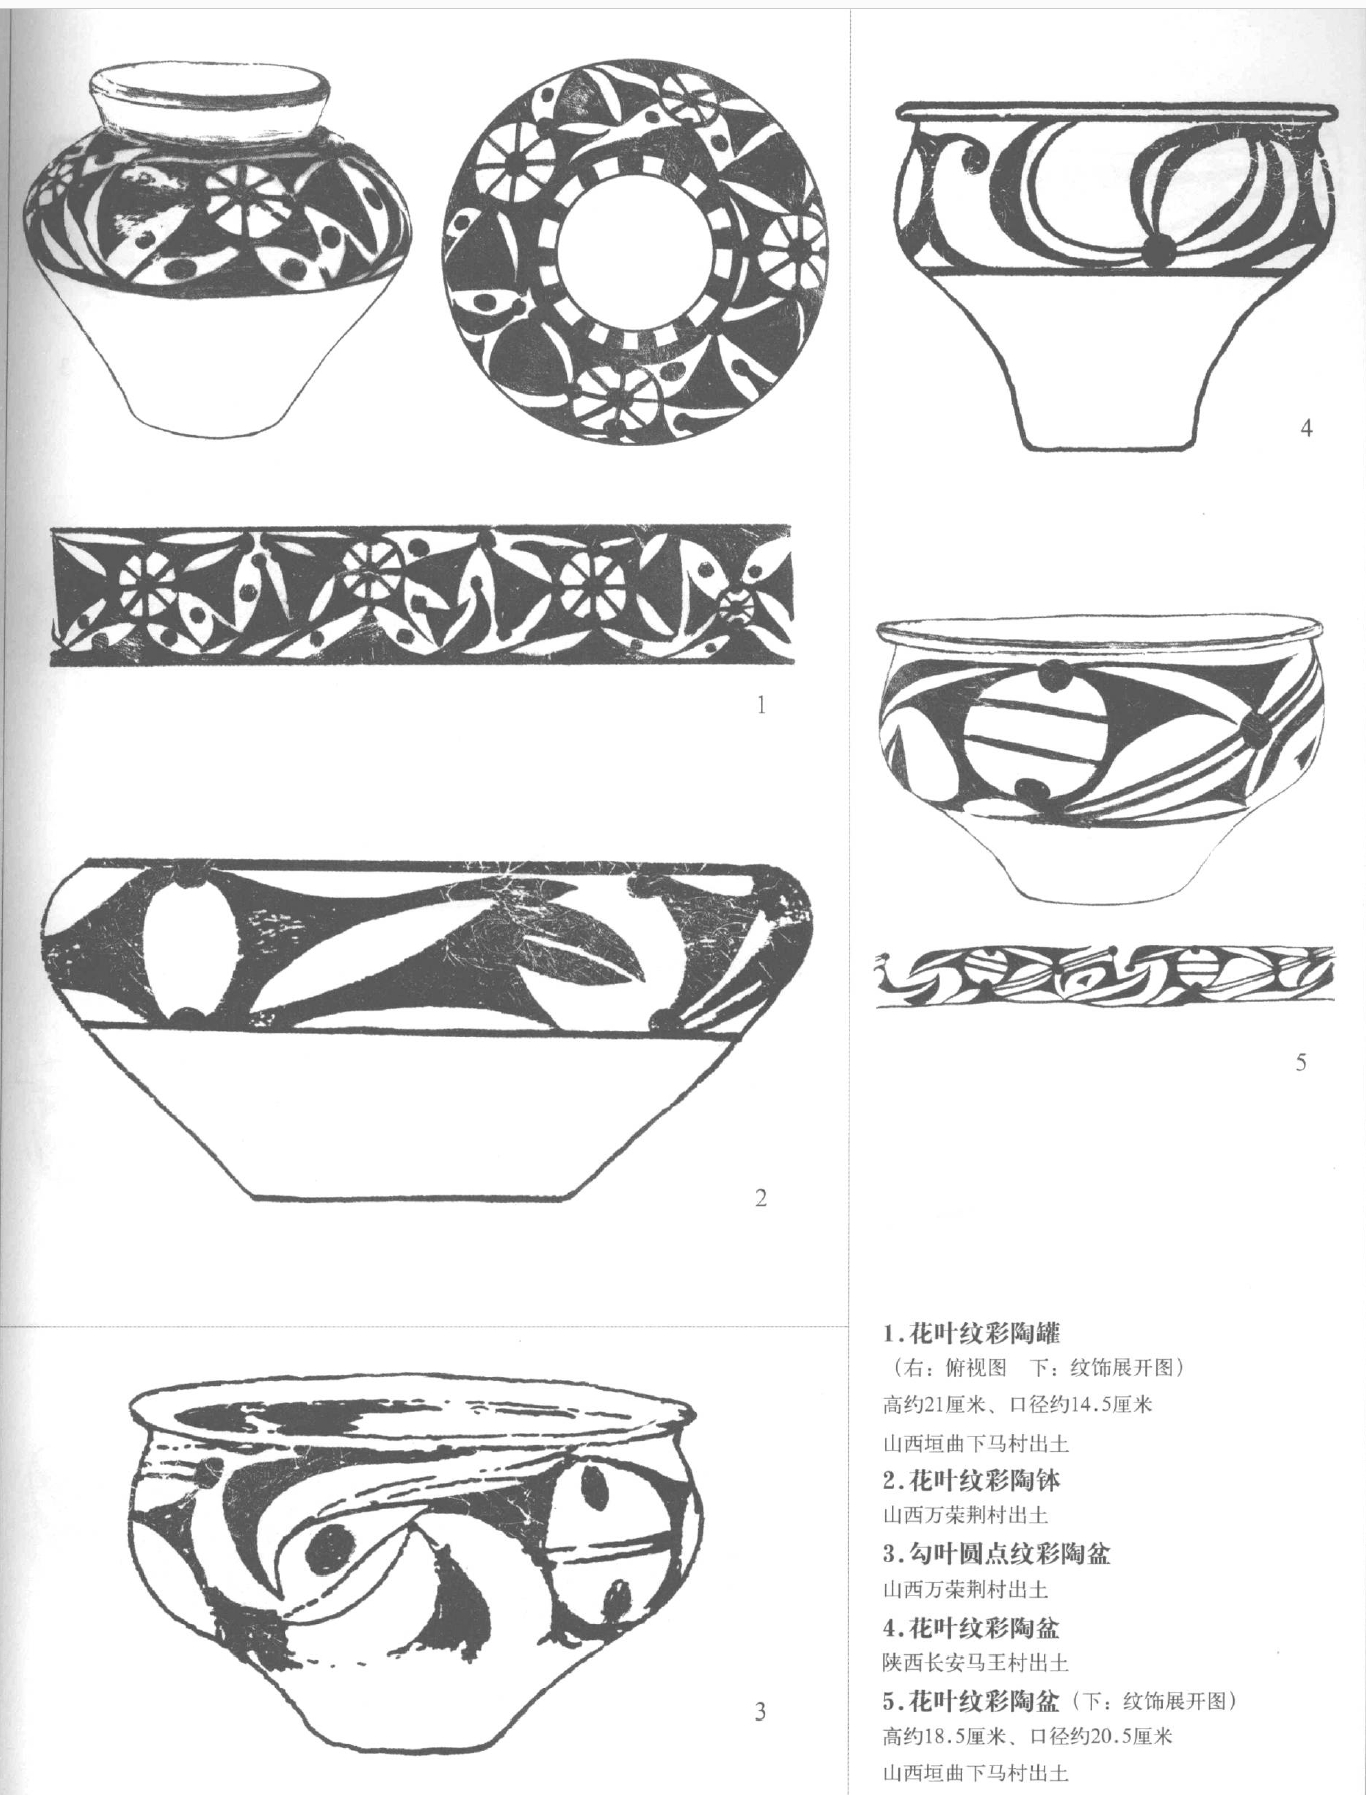 1
2
3
4
5
1.花叶纹彩陶罐
（右：俯视图　下：纹饰展开图）
高约21厘米、口径约14.5厘米
山西垣曲下马村出土
2.花叶纹彩陶钵
山西万荣荆村出土
3.勾叶圆点纹彩陶盆
山西万荣荆村出土
4.花叶纹彩陶盆
陕西长安马王村出土
5.花叶纹彩陶盆（下：纹饰展开图）
高约18.5厘米、口径约20.5厘米
山西垣曲下马村出土